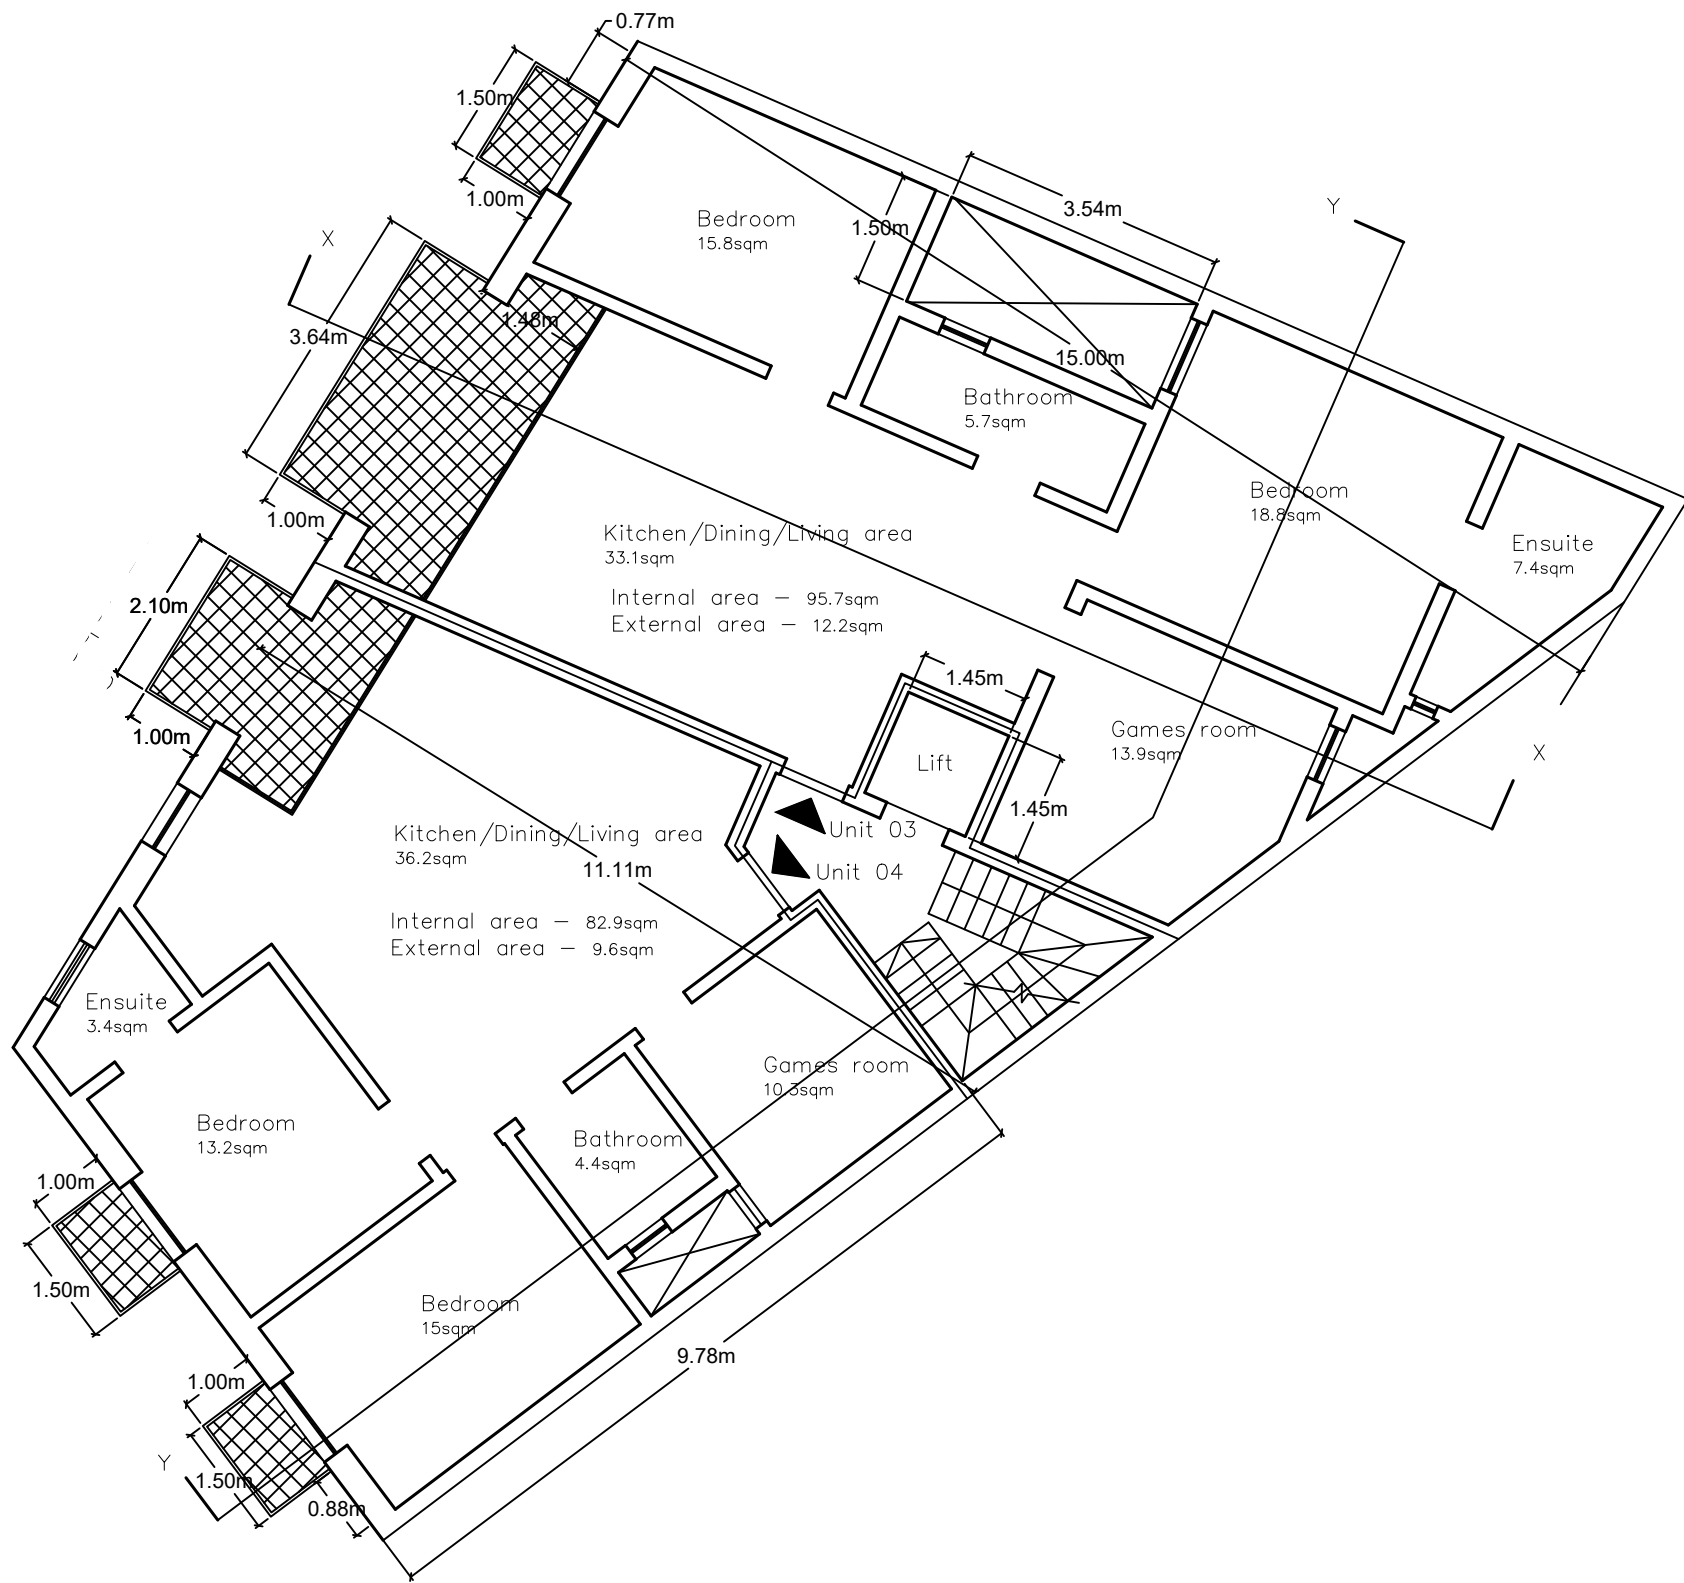 0.77m
1.50m
1.00m
3.54m
Y
1.50m
Bedroom
15.8sqm
X
1.48m
3.64m
15.00m
Bathroom
5.7sqm
Bedroom
18.8sqm
1.00m
Kitchen/Dining/Living area
33.1sqm
Ensuite
7.4sqm
Internal area – 95.7sqm
External area – 12.2sqm
2.10m
1.45m
1.00m
Games room
13.9sqm
Lift
X
1.45m
Kitchen/Dining/Living area
36.2sqm
Unit 03
11.11m
Unit 04
Internal area – 82.9sqm
External area – 9.6sqm
Ensuite
3.4sqm
Games room
10.3sqm
Bedroom
13.2sqm
Bathroom
4.4sqm
1.00m
1.50m
Bedroom
15sqm
9.78m
1.00m
Y
1.50m
0.88m